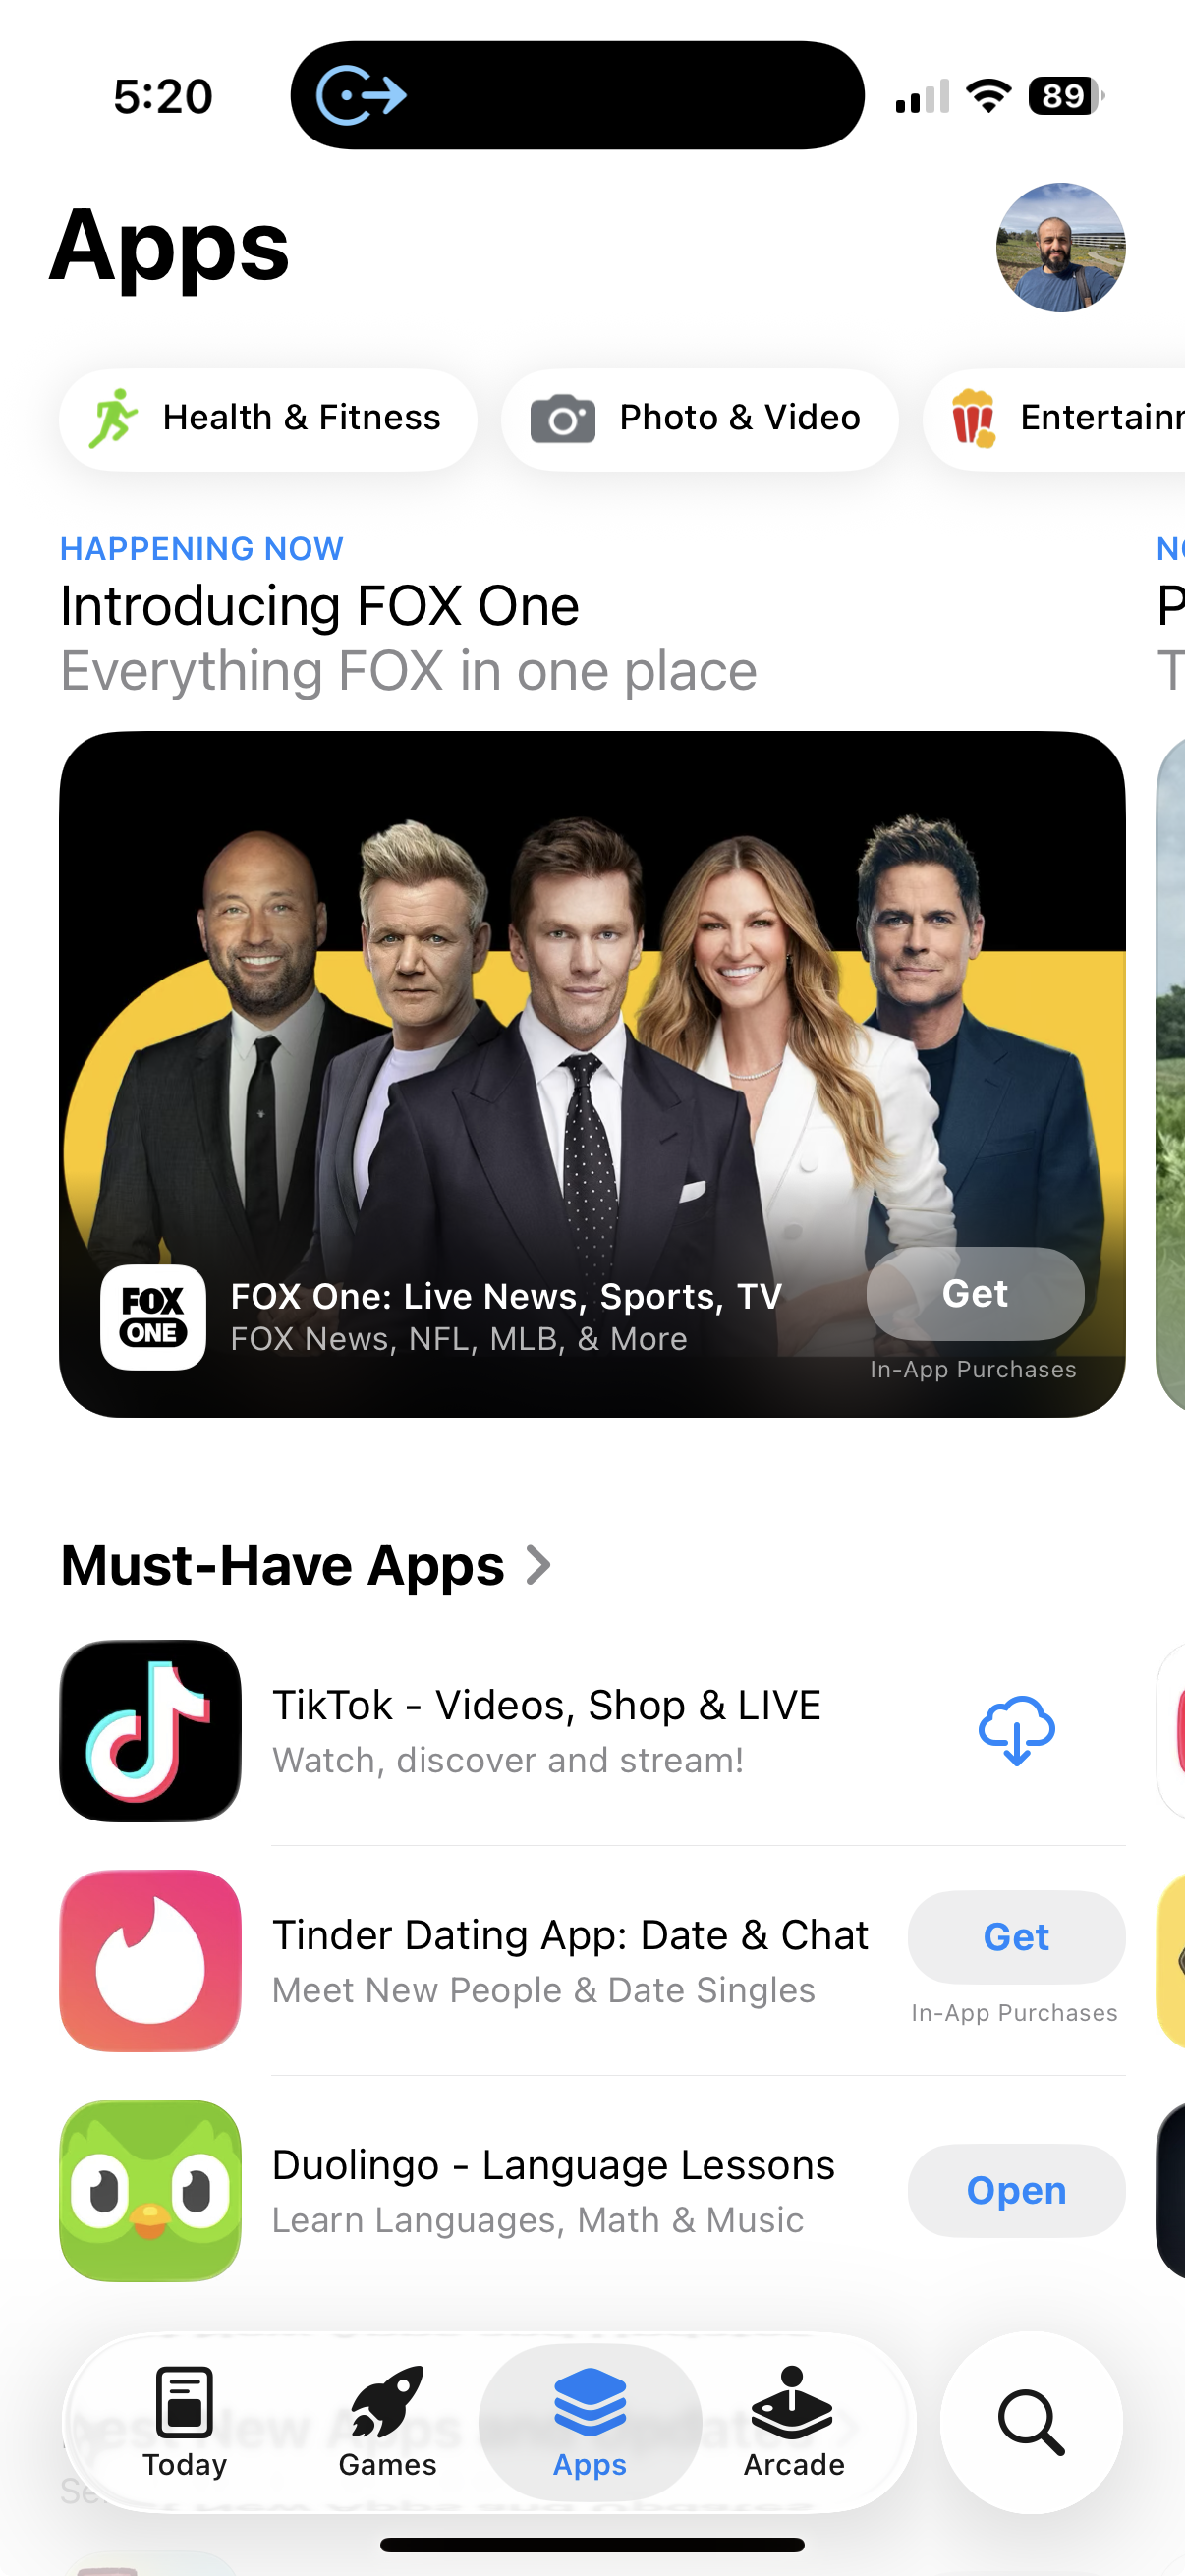 5:20
89
Apps
Health & Fitness
Photo & Video
HAPPENING NOW
Introducing FOX One
Everything FOX in one place
FOX
ONE
FOX One: Live News, Sports, TV
FOX News, NFL, MLB, & More
Get
In-App Purchases
Must-Have Apps
TikTok - Videos, Shop & LIVE
Watch, discover and stream!
Tinder Dating App: Date & Chat
Meet New People & Date Singles
Get
In-App Purchases
Duolingo - Language Lessons
Learn Languages, Math & Music
Open
Today
Games
Apps
Arcade